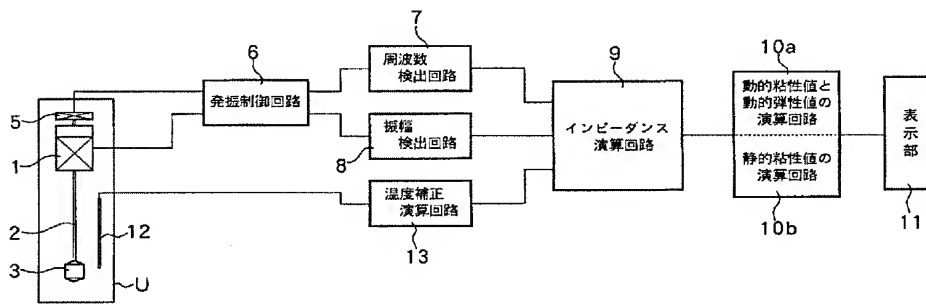 7
周波数
検出回路
6
発振制御回路
5
1
振幅
検出回路
8
9
インピーダンス
演算回路
10a
動的粘性値と
動的弾性値の
演算回路
静的粘性値の
演算回路
10b
表
示
部
11
温度補正
演算回路
13
2
12
3
U